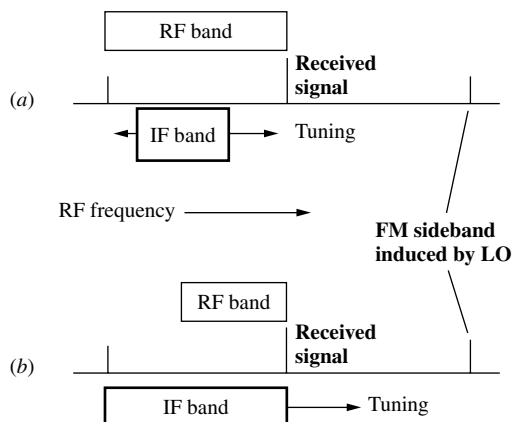 RF band
Received
signal
(a)
IF band
Tuning
RF frequency
FM sideband
induced by LO
RF band
Received
signal
(b)
IF band
Tuning